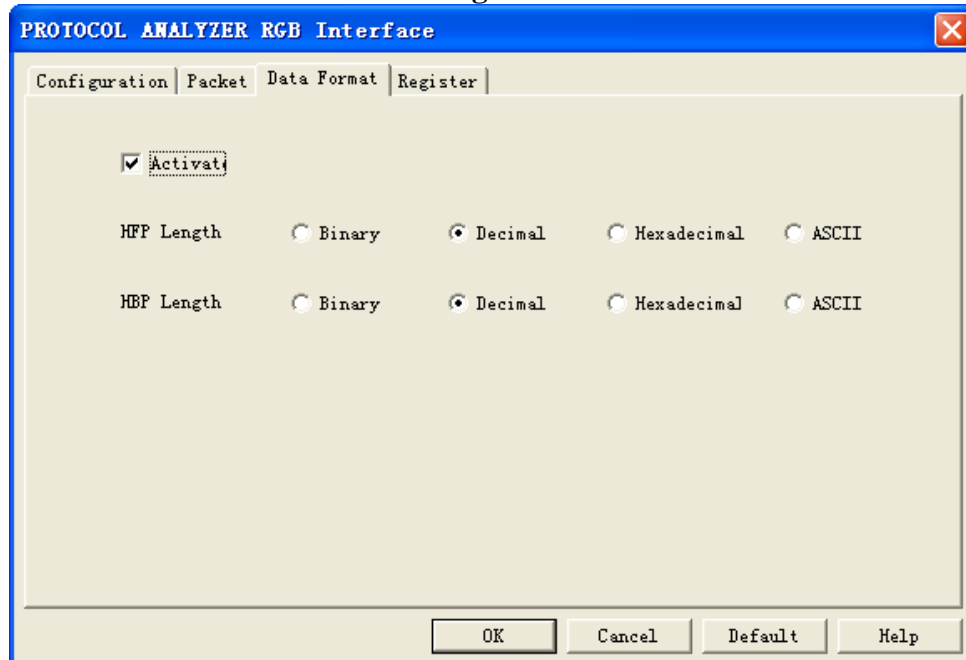 PROTOCOL ANALYZER RGB Interface
Configuration Packet Data Format Register
Activat
HFP Length Binary Decimal Hexadecimal ASCII
HBP Length Binary Decimal Hexadecimal ASCII
OK Cancel Default Help